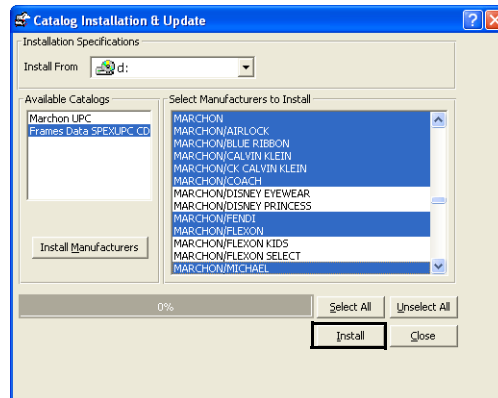 Catalog Installation & Update
Installation Specifications
Install From
d:
Available Catalogs
Marchon UPC
Frames Data SPEXUPC CD
Install Manufacturers
Select Manufacturers to Install
MARCHON
MARCHON/AIRLOCK
MARCHON/BLUE RIBBON
MARCHON/CALVIN KLEIN
MARCHON/CK CALVIN KLEIN
MARCHON/COACH
MARCHON/DISNEY EYEWEAR
MARCHON/DISNEY PRINCESS
MARCHON/FENDI
MARCHON/FLEXON
MARCHON/FLEXON KIDS
MARCHON/FLEXON SELECT
MARCHON/MICHAEL
0%
Select All
Unselect All
Install
Close